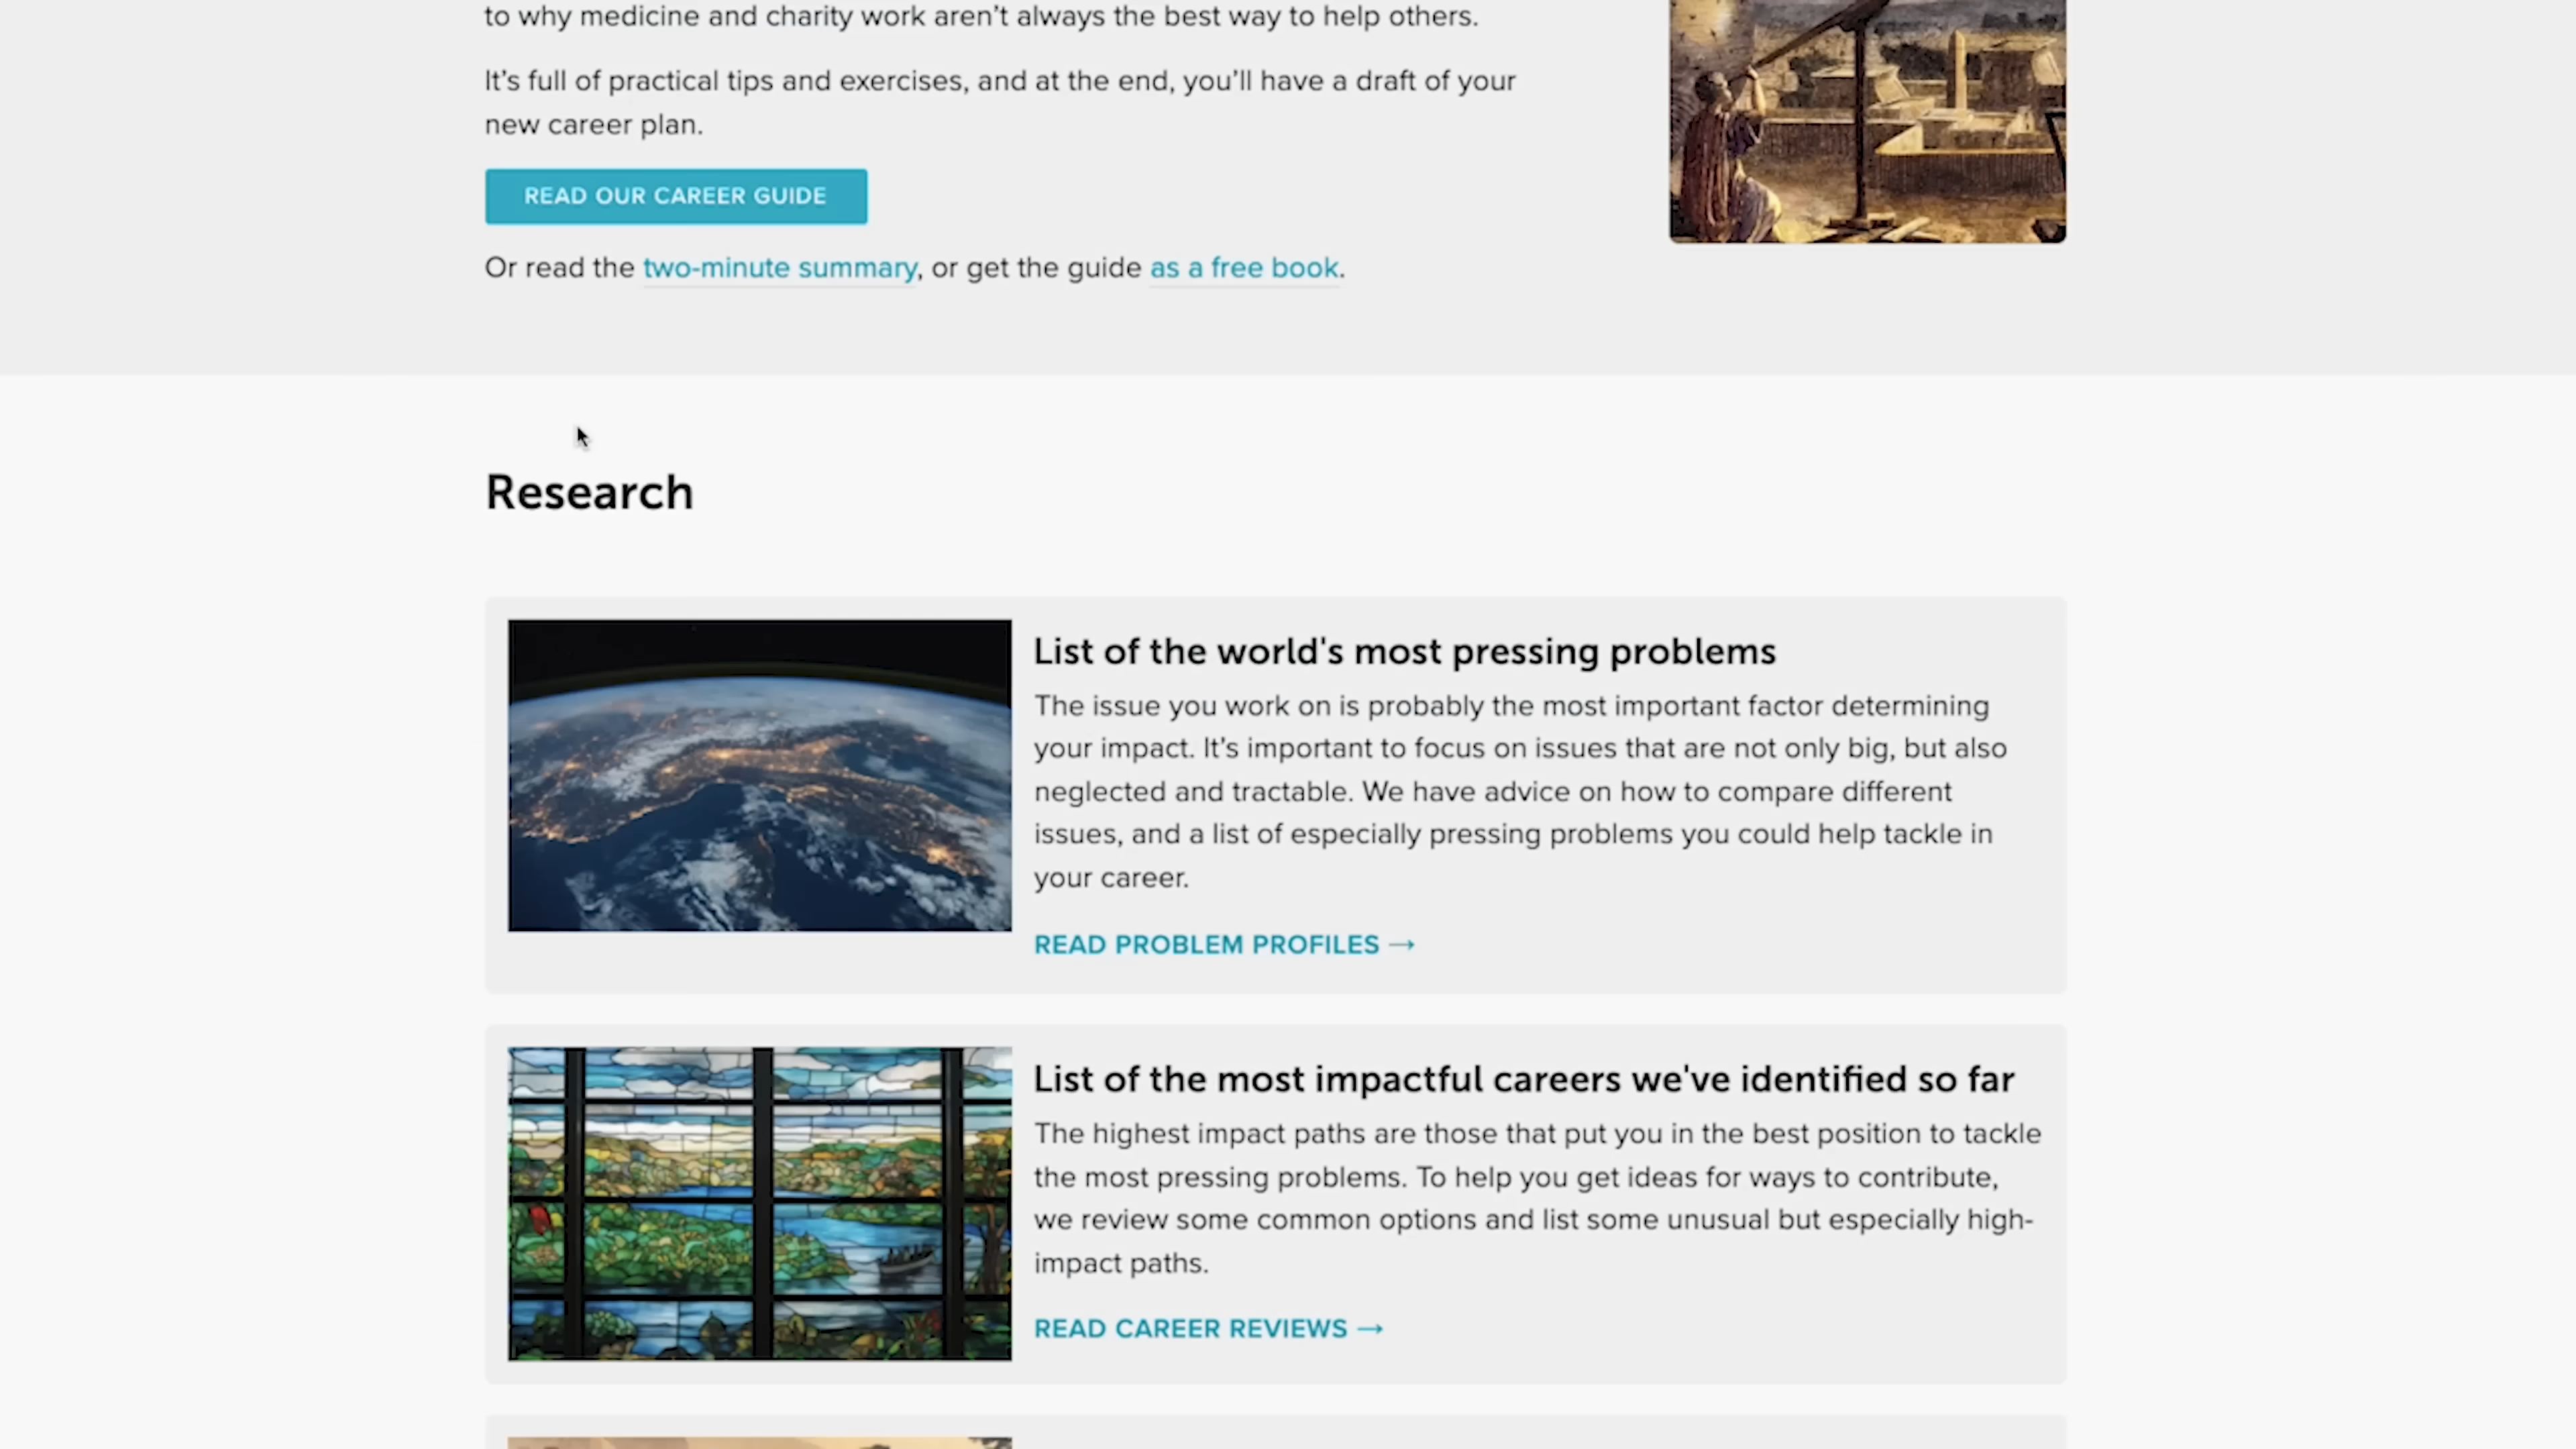 to why medicine and charity work aren’t always the best way to help others.
It’s full of practical tips and exercises, and at the end, you’ll have a draft of your
new career plan.
READ OUR CAREER GUIDE
Or read the two-minute summary, or get the guide as a free book.
Research
List of the world's most pressing problems
The issue you work on is probably the most important factor determining
your impact. It’s important to focus on issues that are not only big, but also
neglected and tractable. We have advice on how to compare different
issues, and a list of especially pressing problems you could help tackle in
your career.
READ PROBLEM PROFILES →
List of the most impactful careers we've identified so far
The highest impact paths are those that put you in the best position to tackle
the most pressing problems. To help you get ideas for ways to contribute,
we review some common options and list some unusual but especially high-
impact paths.
READ CAREER REVIEWS →